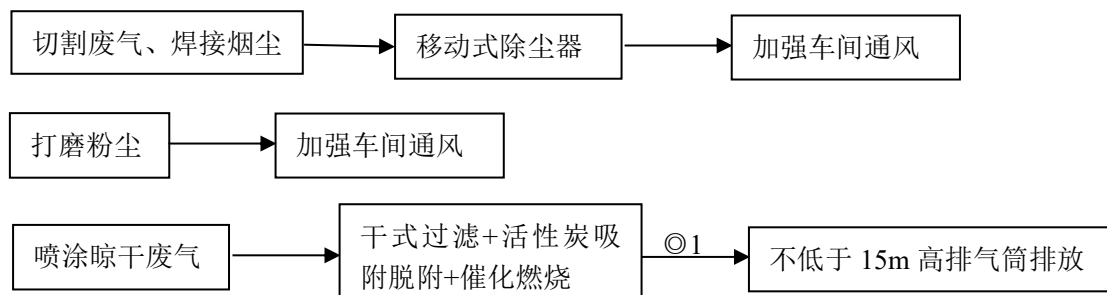 切割废气、焊接烟尘
移动式除尘器
加强车间通风
打磨粉尘
加强车间通风
喷涂晾干废气
干式过滤+活性炭吸
附脱附+催化燃烧
◎1
不低于 15m 高排气筒排放